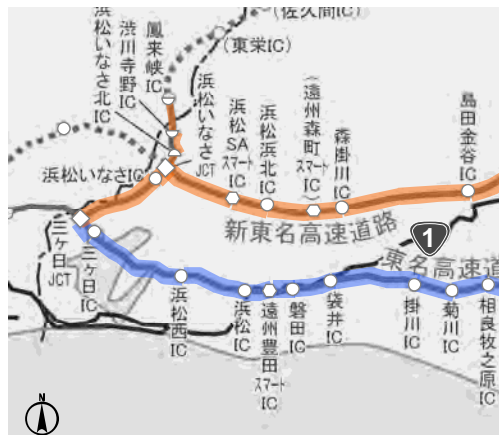 (佐久間IC)
(東栄IC)
鳳来峡IC
渋川寺野IC
浜松いなさ北IC
浜松いなさJCT
浜松いなさIC
浜松SAスマートIC
浜松浜北IC
(遠州森町スマートIC)
森掛川IC
島田金谷IC
新東名高速道路
1
三ヶ日JCT
三ヶ日IC
東名高速道
浜松西IC
浜松IC
遠州豊田スマートIC
磐田IC
袋井IC
掛川IC
菊川IC
相良牧之原IC